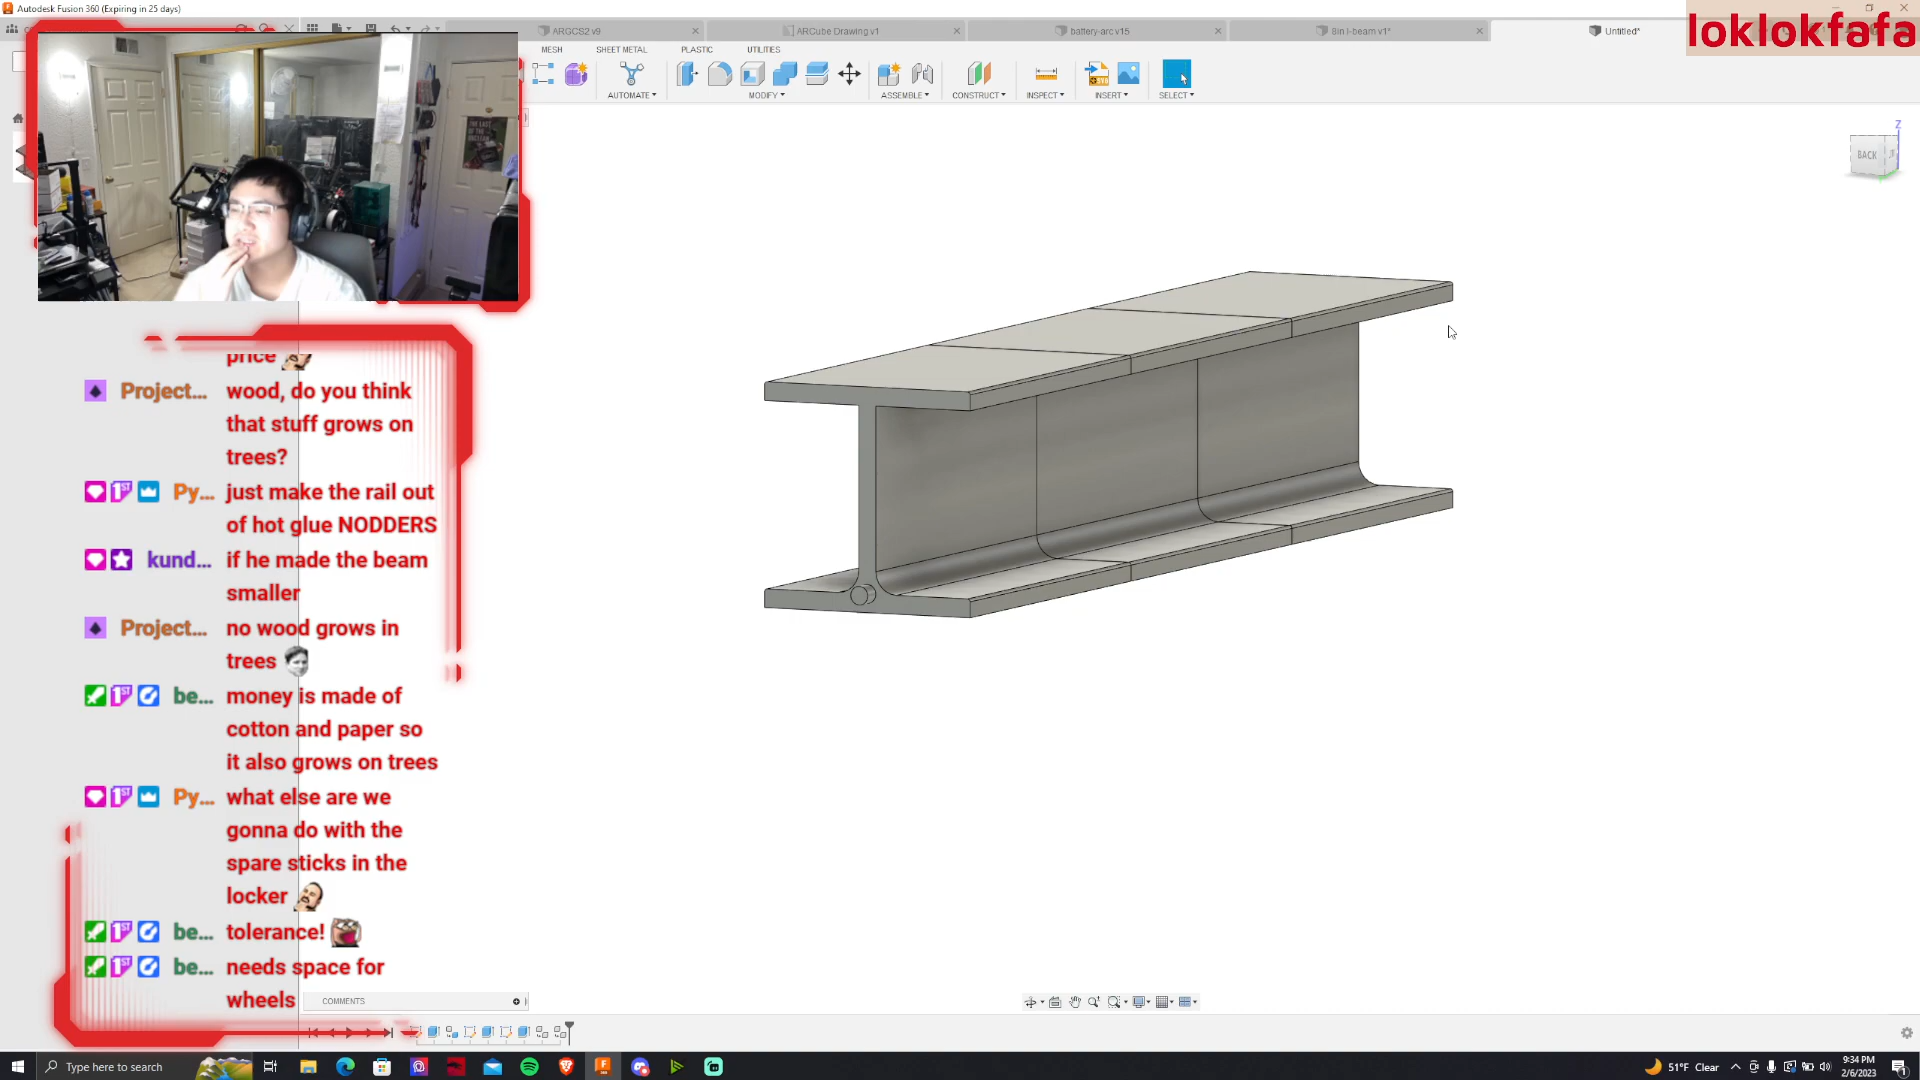 Autodesk Fusion 360 (Expiring in 25 days)
loklokfafa
ARGCS2 v9
ARCube Drawing v1
battery-arc v15
8in I-beam v1*
Untitled*
MESH
SHEET METAL
PLASTIC
UTILITIES
AUTOMATE
MODIFY
ASSEMBLE
CONSTRUCT
INSPECT
INSERT
SELECT
Z
BACK
price
Project...
wood, do you think
that stuff grows on
trees?
Py...
just make the rail out
of hot glue NODDERS
kund...
if he made the beam
smaller
Project...
no wood grows in
trees
be...
money is made of
cotton and paper so
it also grows on trees
Py...
what else are we
gonna do with the
spare sticks in the
locker
be...
tolerance!
be...
needs space for
wheels
COMMENTS
Type here to search
51°F Clear
9:34 PM
2/6/2023